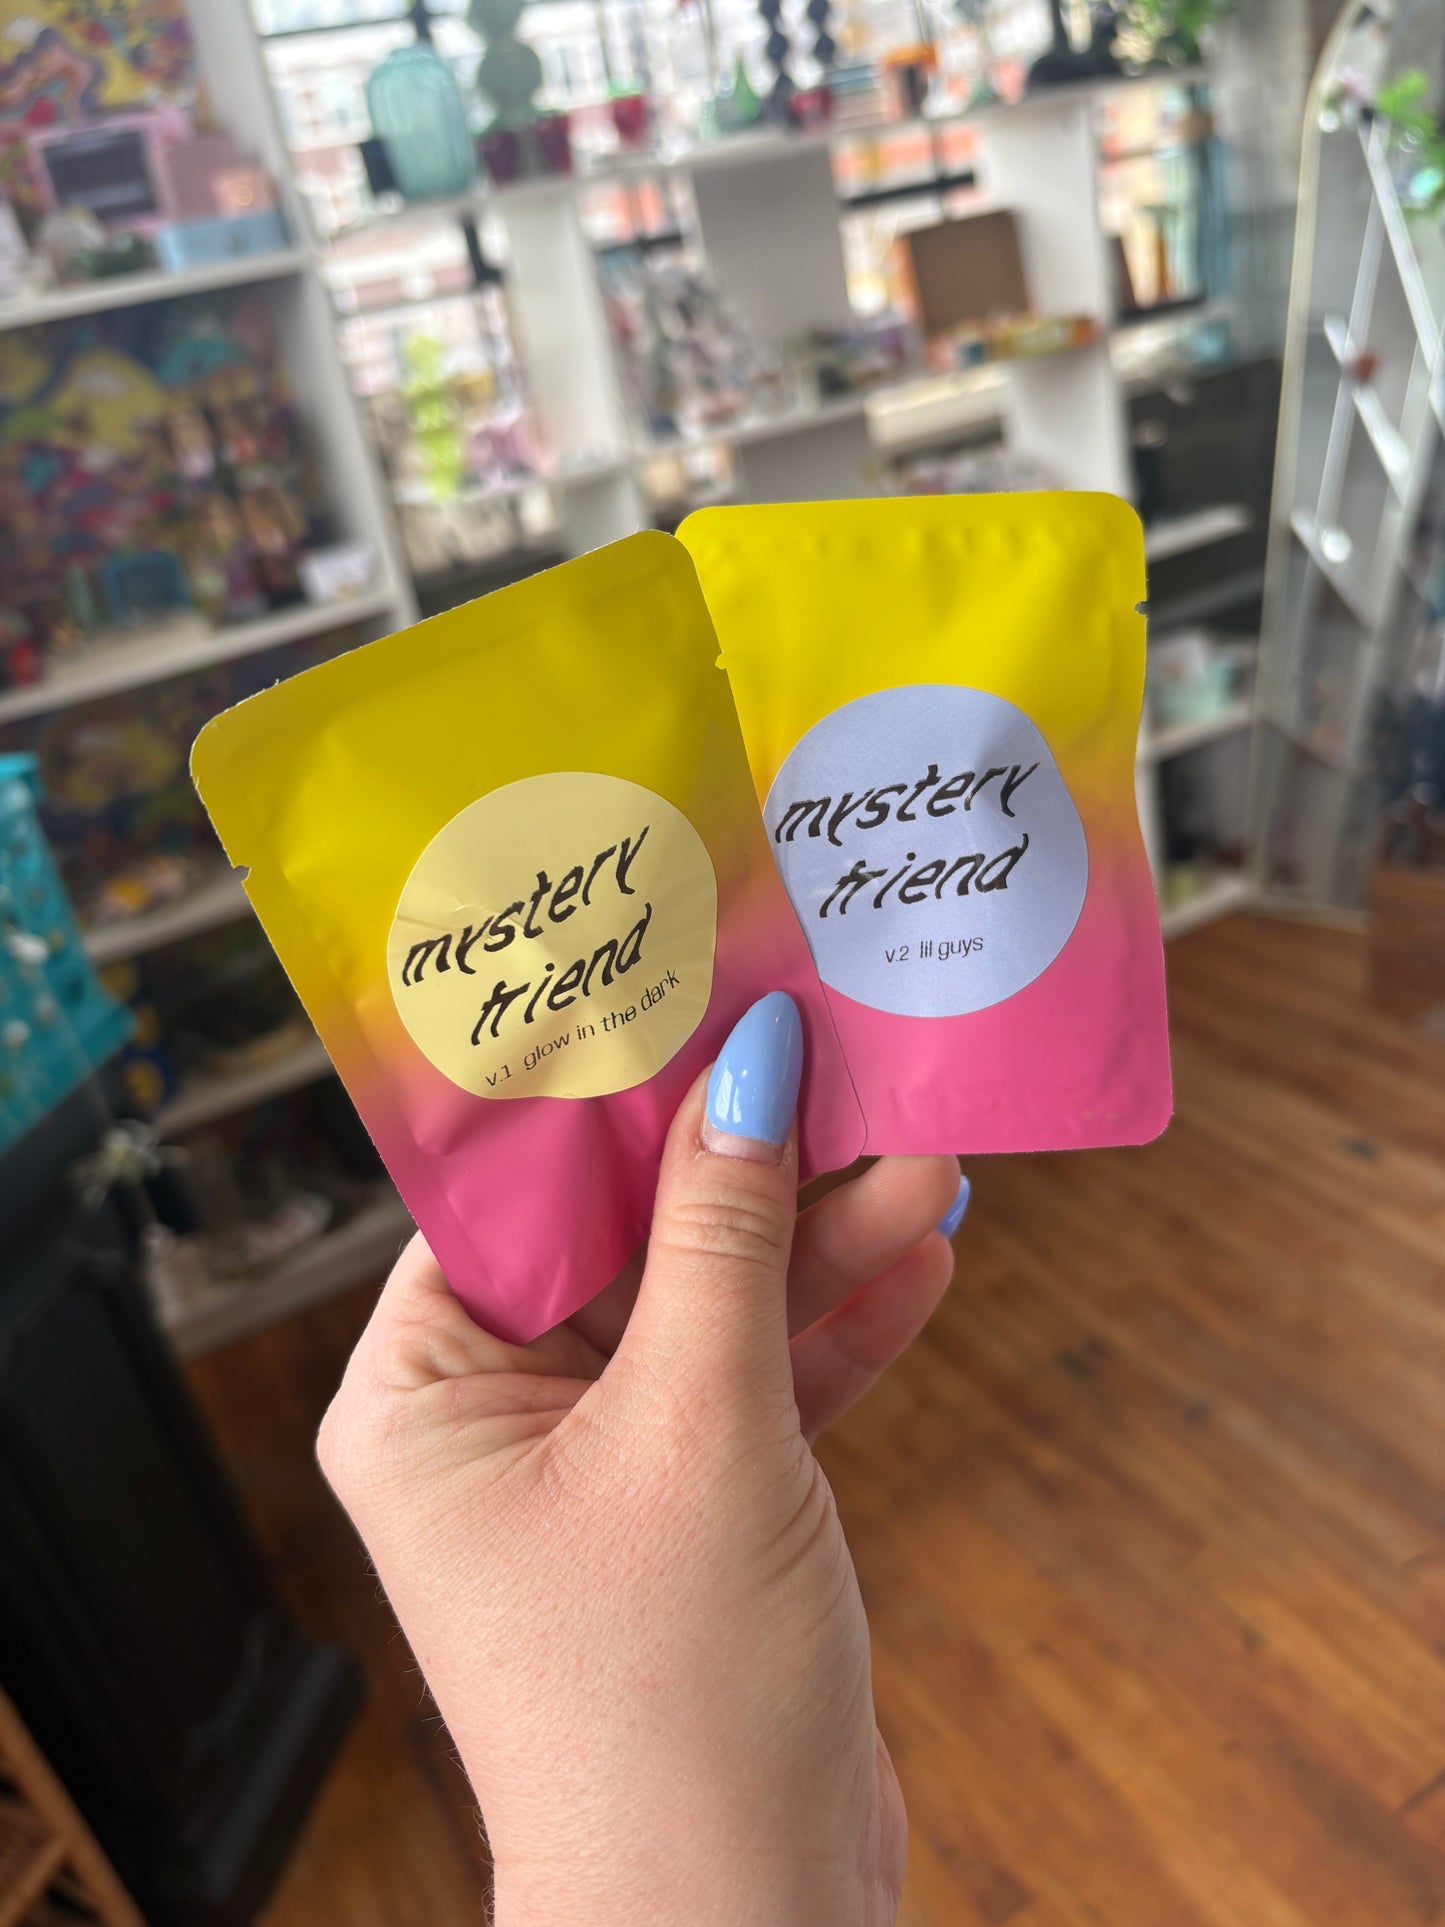 mystery
friend
v.1 glow in the dark
mystery
friend
v.2 lil guys